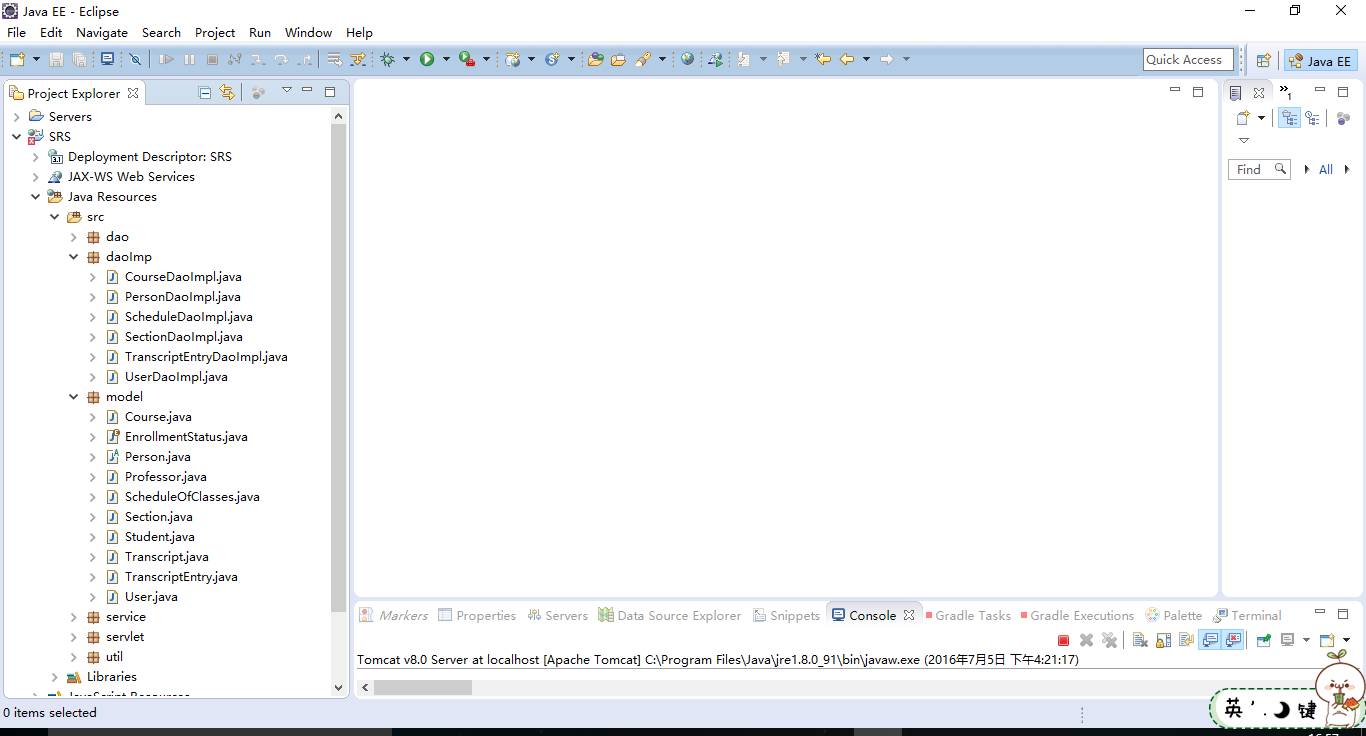 Java EE - Eclipse
File Edit Navigate Search Project Run Window Help
Quick Access
Java EE
Project Explorer
1
Servers
SRS
Deployment Descriptor: SRS
JAX-WS Web Services
Java Resources
src
dao
daoImp
CourseDaoImpl.java
PersonDaoImpl.java
ScheduleDaoImpl.java
SectionDaoImpl.java
TranscriptEntryDaoImpl.java
UserDaoImpl.java
model
Course.java
EnrollmentStatus.java
Person.java
Professor.java
ScheduleOfClasses.java
Section.java
Student.java
Transcript.java
TranscriptEntry.java
User.java
service
servlet
util
Libraries
JavaScript Resources
Find
All
Markers Properties Servers Data Source Explorer Snippets Console Gradle Tasks Gradle Executions Palette Terminal
Tomcat v8.0 Server at localhost [Apache Tomcat] C:\Program Files\Java\jre1.8.0_91\bin\javaw.exe (2016年7月5日 下午4:21:17)
0 items selected
英 ' . 键